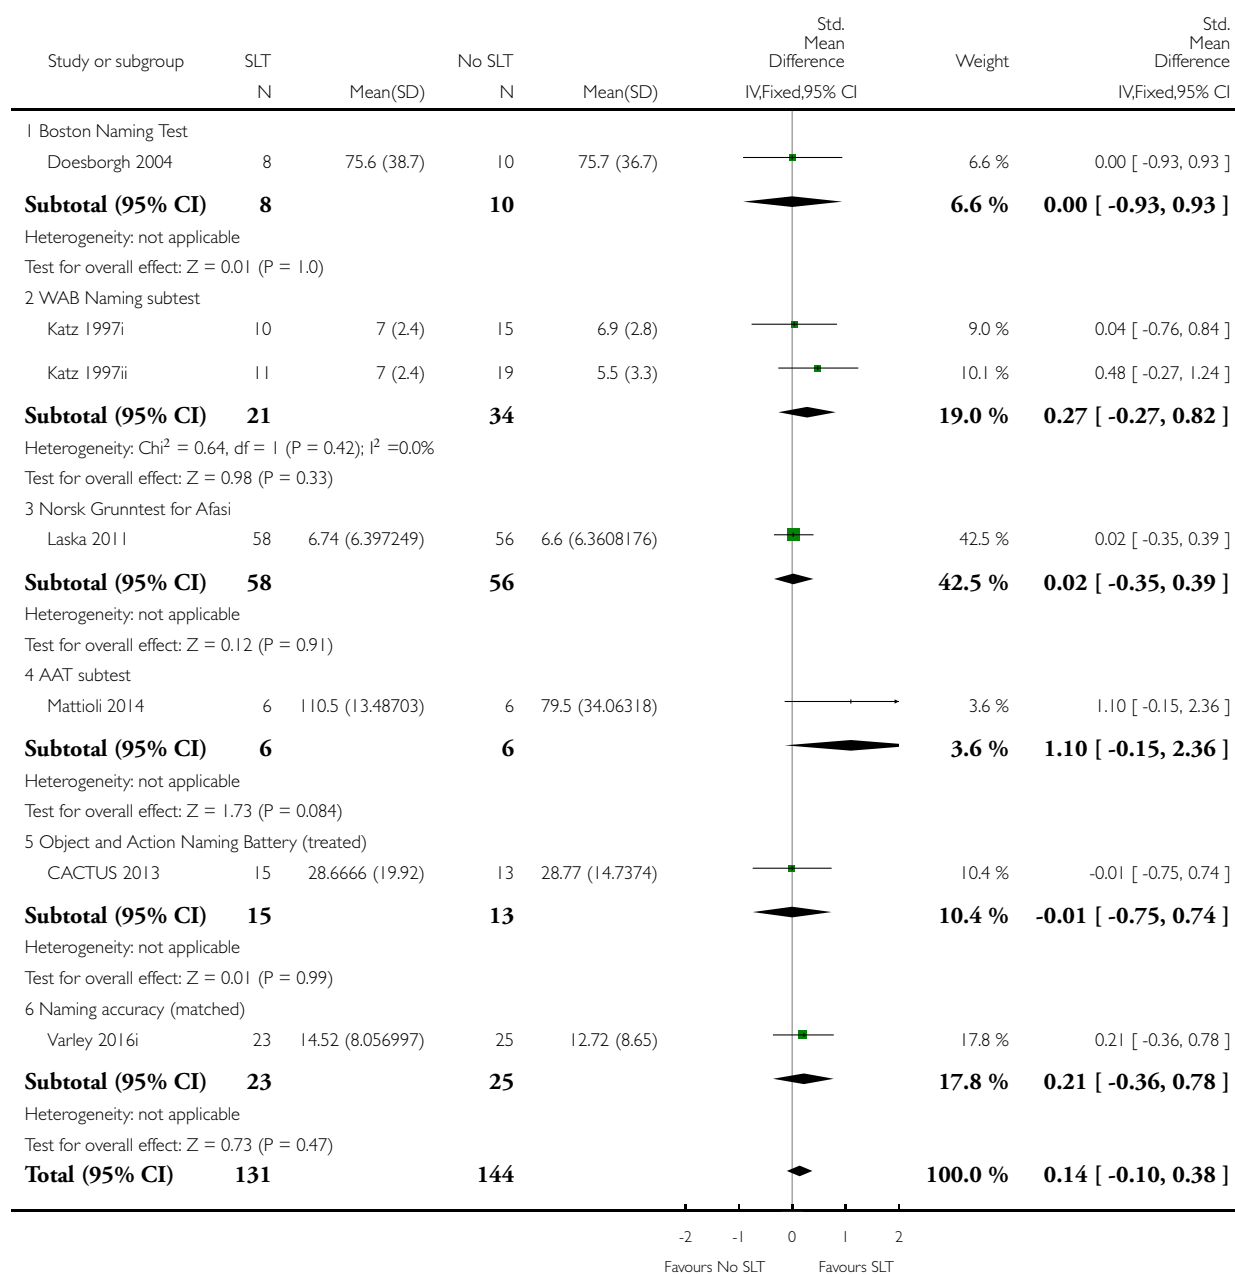 Std.
Mean
Difference
Std.
Mean
Difference
Study or subgroup SLT No SLT Weight
N Mean(SD) N Mean(SD) IV,Fixed,95% CI IV,Fixed,95% CI
1 Boston Naming Test
Doesborgh 2004 8 75.6 (38.7) 10 75.7 (36.7) 6.6 % 0.00 [ -0.93, 0.93 ]
Subtotal (95% CI) 8 10 6.6 % 0.00 [ -0.93, 0.93 ]
Heterogeneity: not applicable
Test for overall effect: Z = 0.01 (P = 1.0)
2 WAB Naming subtest
Katz 1997i 10 7 (2.4) 15 6.9 (2.8) 9.0 % 0.04 [ -0.76, 0.84 ]
Katz 1997ii 11 7 (2.4) 19 5.5 (3.3) 10.1 % 0.48 [ -0.27, 1.24 ]
Subtotal (95% CI) 21 34 19.0 % 0.27 [ -0.27, 0.82 ]
Heterogeneity: Chi² = 0.64, df = 1 (P = 0.42); I² =0.0%
Test for overall effect: Z = 0.98 (P = 0.33)
3 Norsk Grunntest for Afasi
Laska 2011 58 6.74 (6.397249) 56 6.6 (6.3608176) 42.5 % 0.02 [ -0.35, 0.39 ]
Subtotal (95% CI) 58 56 42.5 % 0.02 [ -0.35, 0.39 ]
Heterogeneity: not applicable
Test for overall effect: Z = 0.12 (P = 0.91)
4 AAT subtest
Mattioli 2014 6 110.5 (13.48703) 6 79.5 (34.06318) 3.6 % 1.10 [ -0.15, 2.36 ]
Subtotal (95% CI) 6 6 3.6 % 1.10 [ -0.15, 2.36 ]
Heterogeneity: not applicable
Test for overall effect: Z = 1.73 (P = 0.084)
5 Object and Action Naming Battery (treated)
CACTUS 2013 15 28.6666 (19.92) 13 28.77 (14.7374) 10.4 % -0.01 [ -0.75, 0.74 ]
Subtotal (95% CI) 15 13 10.4 % -0.01 [ -0.75, 0.74 ]
Heterogeneity: not applicable
Test for overall effect: Z = 0.01 (P = 0.99)
6 Naming accuracy (matched)
Varley 2016i 23 14.52 (8.056997) 25 12.72 (8.65) 17.8 % 0.21 [ -0.36, 0.78 ]
Subtotal (95% CI) 23 25 17.8 % 0.21 [ -0.36, 0.78 ]
Heterogeneity: not applicable
Test for overall effect: Z = 0.73 (P = 0.47)
Total (95% CI) 131 144 100.0 % 0.14 [ -0.10, 0.38 ]
-2 -1 0 1 2
Favours No SLT Favours SLT